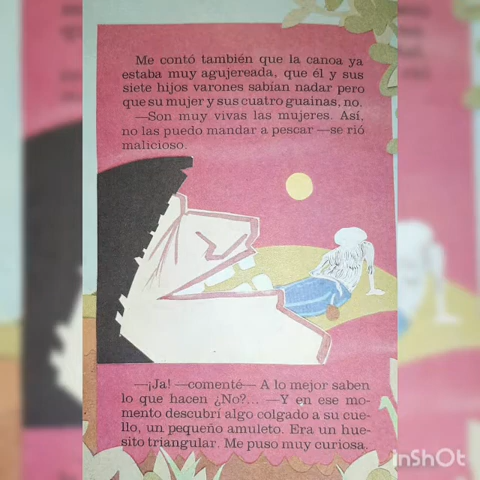 Me contó también que la canoa ya
estaba muy agujereada, que él y sus
siete hijos varones sabían nadar pero
que su mujer y sus cuatro guainas, no.
—Son muy vivas las mujeres. Así,
no las puedo mandar a pescar —se rió
malicioso.
—¡Ja! —comenté— A lo mejor saben
lo que hacen ¿No?... —Y en ese mo-
mento descubrí algo colgado a su cue-
llo, un pequeño amuleto. Era un hue-
sito triangular. Me puso muy curiosa.
InShOt